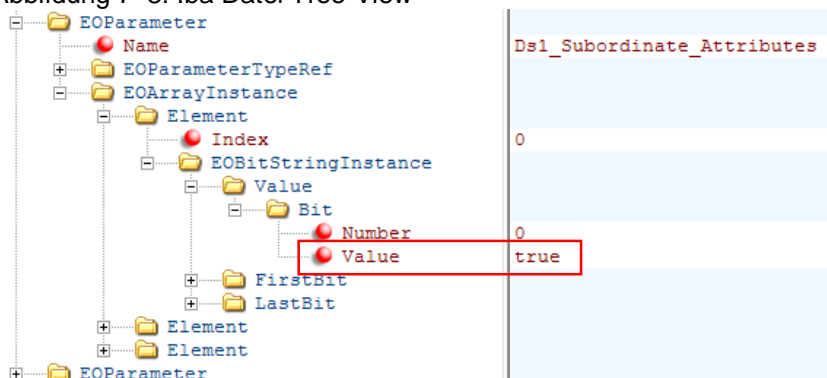 Abbildung 7-3: Iba Datei Tree-View
EOParameter
Name Ds1_Subordinate_Attributes
EOParameterTypeRef
EOArrayInstance
Element
Index 0
EOBitStringInstance
Value
Bit
Number 0
Value true
FirstBit
LastBit
Element
Element
EOParameter